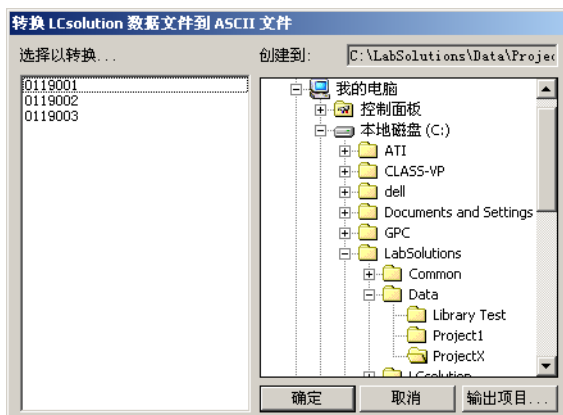 转换 LCsolution 数据文件到 ASCII 文件
选择以转换...
创建到:
C:\LabSolutions\Data\Projec
0119001
0119002
0119003
我的电脑
控制面板
本地磁盘 (C:)
ATI
CLASS-VP
dell
Documents and Settings
GPC
LabSolutions
Common
Data
Library Test
Project1
ProjectX
LCsolution
确定
取消
输出项目...